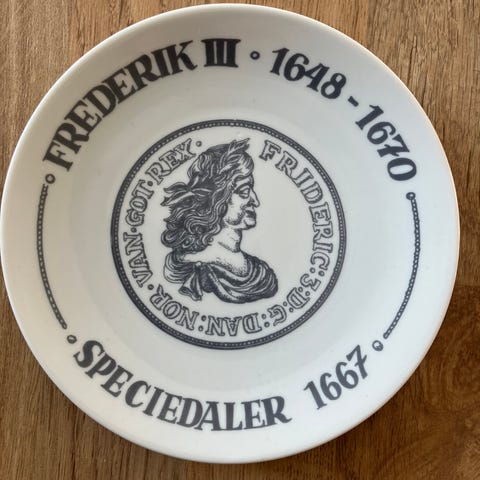 FREDERIK III · 1648 - 1670
FRIDERIC·3·D·G·DAN·NOR·VAN·GOT·REX·
SPECIEDALER 1667